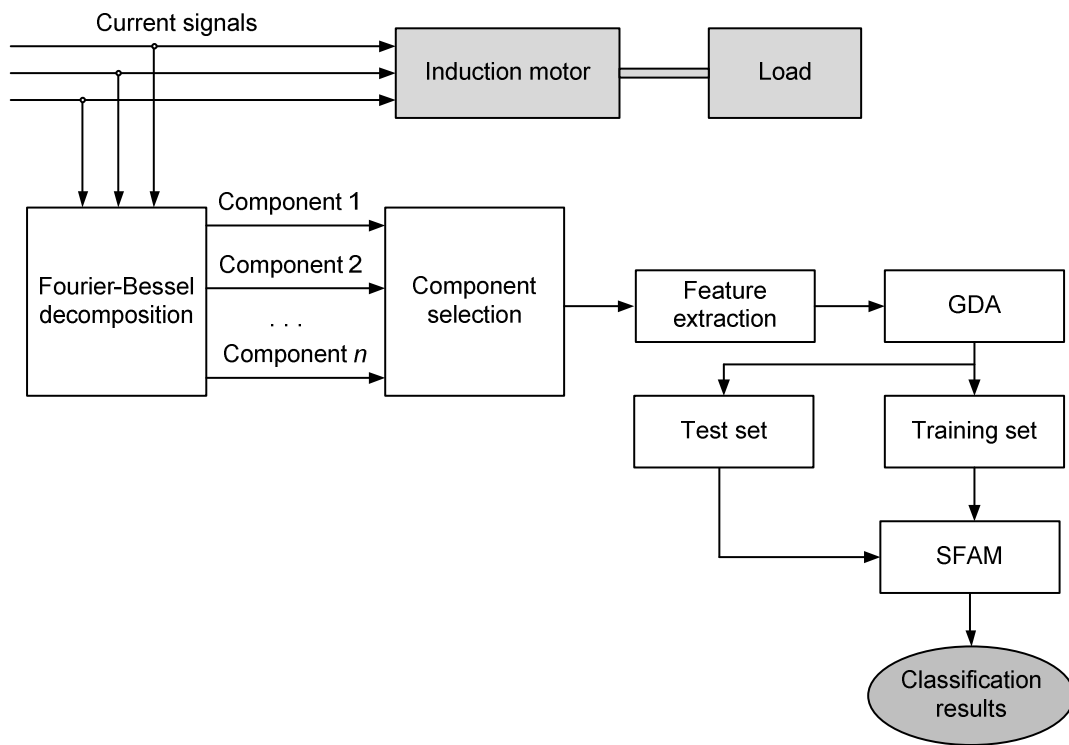 Current signals
Induction motor
Load
Component 1
Fourier-Bessel
decomposition
Component 2
. . .
Component n
Component
selection
Feature
extraction
GDA
Test set
Training set
SFAM
Classification
results